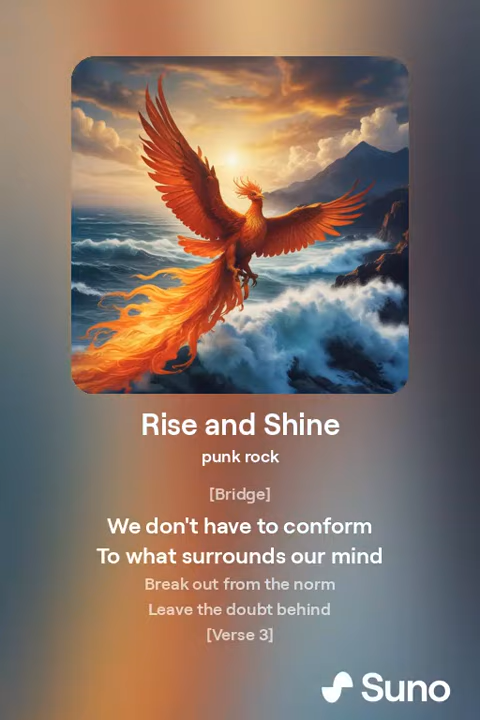 Rise and Shine
punk rock
[Bridge]
We don't have to conform
To what surrounds our mind
Break out from the norm
Leave the doubt behind
[Verse 3]
Suno